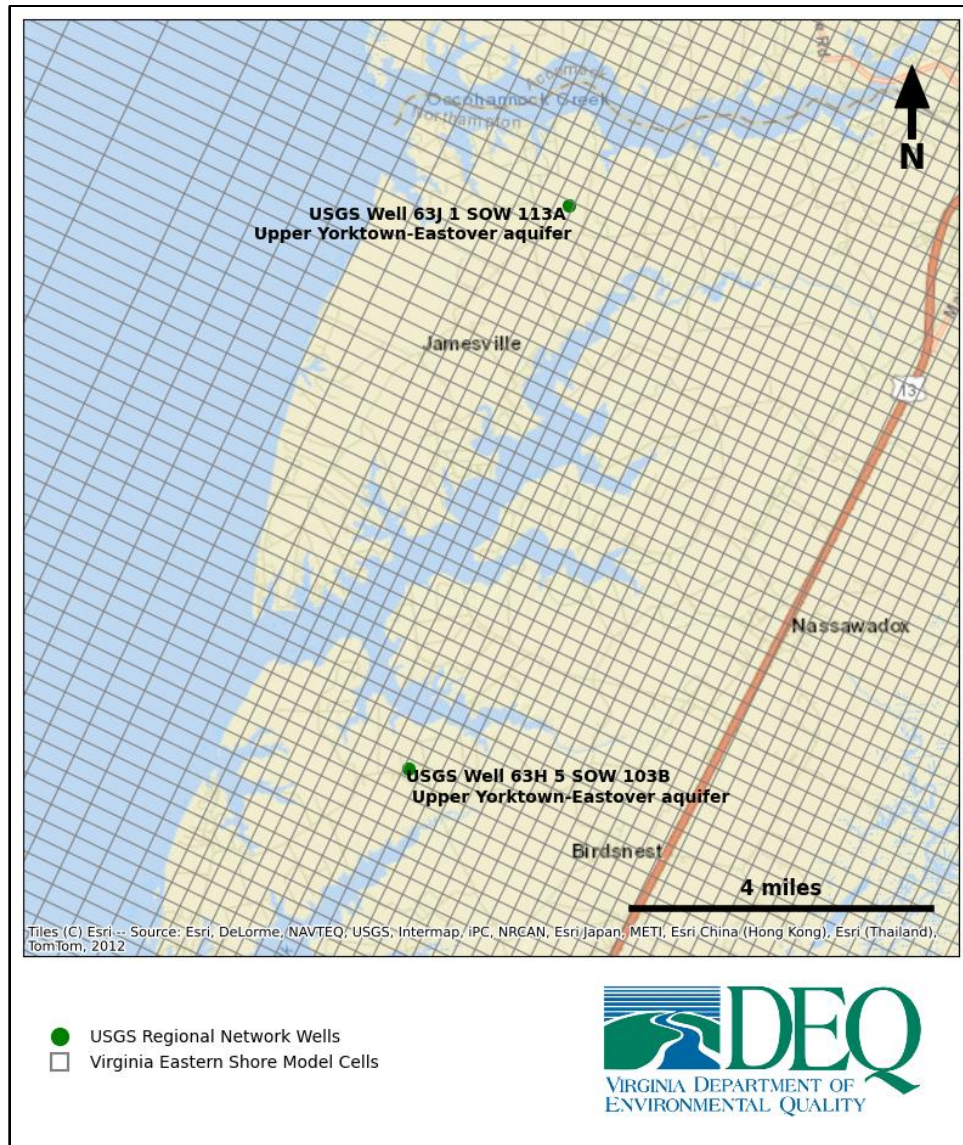 Rd
Accomack
Occohannock Creek
Northampton
N
USGS Well 63J 1 SOW 113A
Upper Yorktown-Eastover aquifer
Jamesville
13
Nassawadox
USGS Well 63H 5 SOW 103B
Upper Yorktown-Eastover aquifer
Birdsnest
4 miles
Tiles (C) Esri -- Source: Esri, DeLorme, NAVTEQ, USGS, Intermap, iPC, NRCAN, Esri Japan, METI, Esri China (Hong Kong), Esri (Thailand),
TomTom, 2012
USGS Regional Network Wells
Virginia Eastern Shore Model Cells
DEQ
VIRGINIA DEPARTMENT OF
ENVIRONMENTAL QUALITY